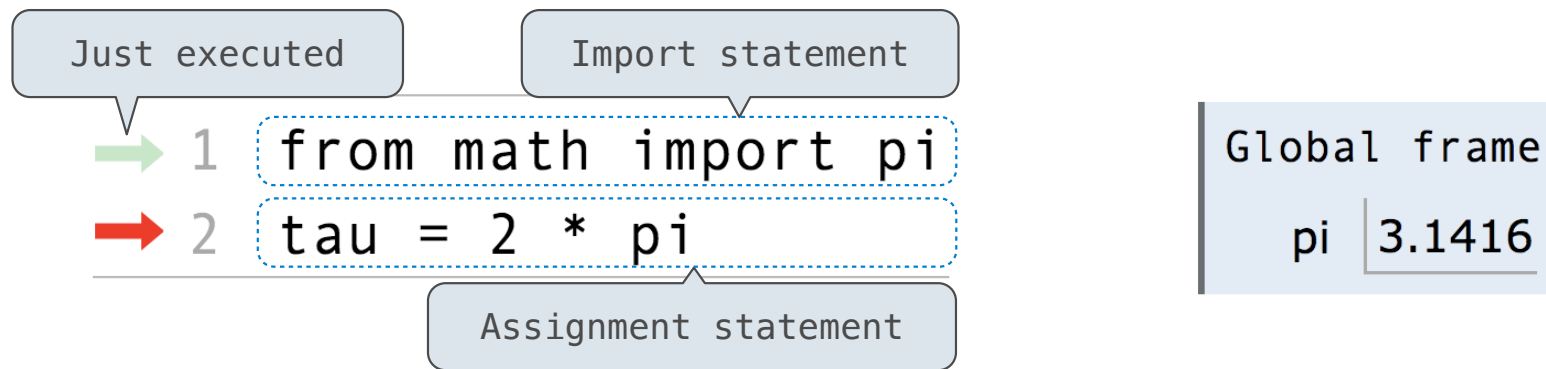 Just executed
Import statement
1 from math import pi
2 tau = 2 * pi
Assignment statement
Global frame
pi 3.1416